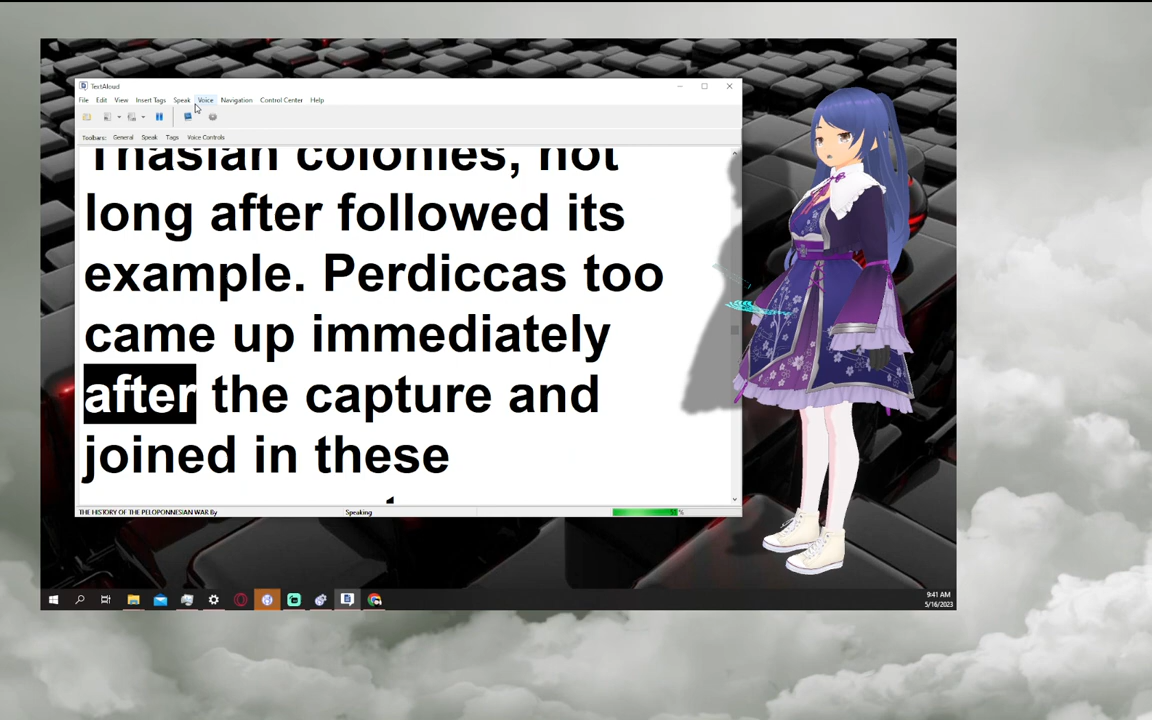 TextAloud
File Edit View Insert Tags Speak Voice Navigation Control Center Help
Toolbars: General Speak Tags Voice Controls
Thasian colonies, not
long after followed its
example. Perdiccas too
came up immediately
after the capture and
joined in these
THE HISTORY OF THE PELOPONNESIAN WAR By Speaking
9:41 AM
5/16/2023